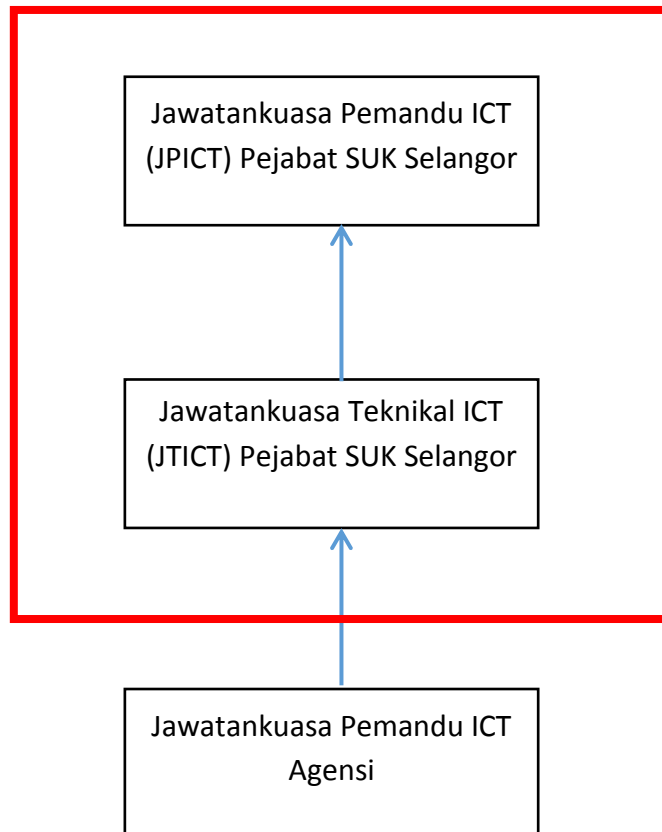 Jawatankuasa Pemandu ICT
(JPICT) Pejabat SUK Selangor
Jawatankuasa Teknikal ICT
(JTICT) Pejabat SUK Selangor
Jawatankuasa Pemandu ICT
Agensi